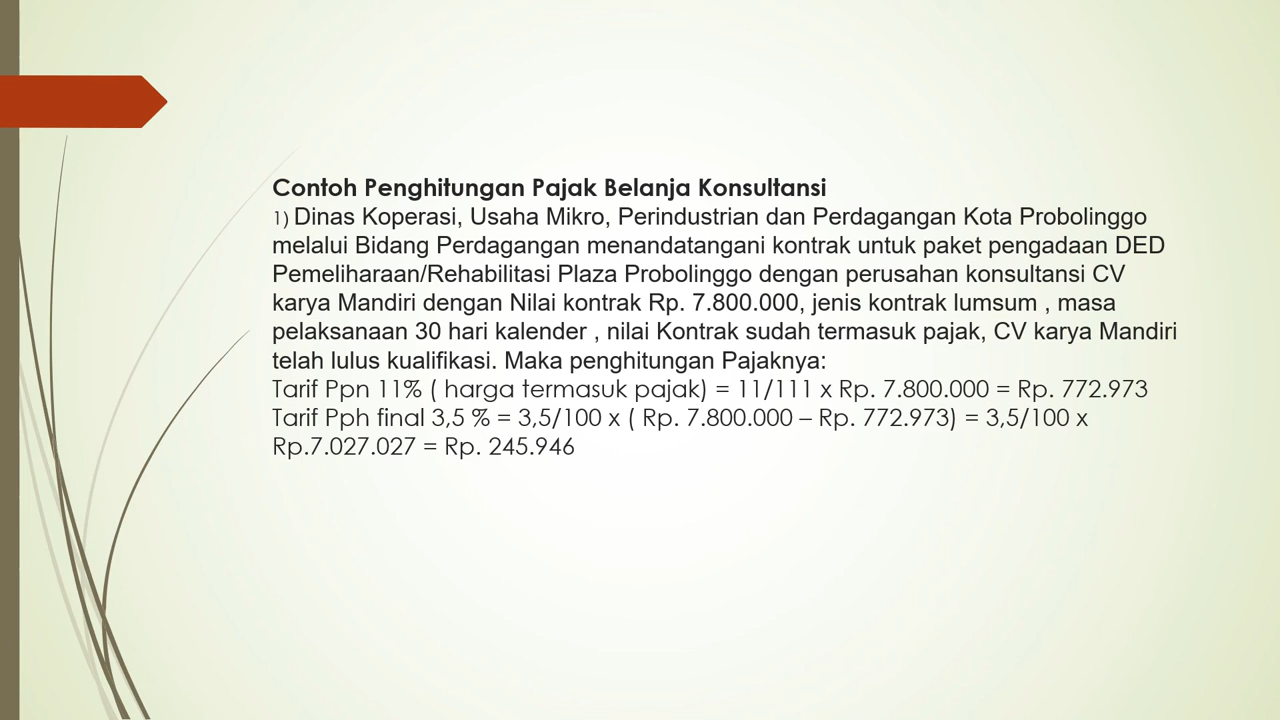 Contoh Penghitungan Pajak Belanja Konsultansi
1) Dinas Koperasi, Usaha Mikro, Perindustrian dan Perdagangan Kota Probolinggo
melalui Bidang Perdagangan menandatangani kontrak untuk paket pengadaan DED
Pemeliharaan/Rehabilitasi Plaza Probolinggo dengan perusahan konsultansi CV
karya Mandiri dengan Nilai kontrak Rp. 7.800.000, jenis kontrak lumsum , masa
pelaksanaan 30 hari kalender , nilai Kontrak sudah termasuk pajak, CV karya Mandiri
telah lulus kualifikasi. Maka penghitungan Pajaknya:
Tarif Ppn 11% ( harga termasuk pajak) = 11/111 x Rp. 7.800.000 = Rp. 772.973
Tarif Pph final 3,5 % = 3,5/100 x ( Rp. 7.800.000 – Rp. 772.973) = 3,5/100 x
Rp.7.027.027 = Rp. 245.946